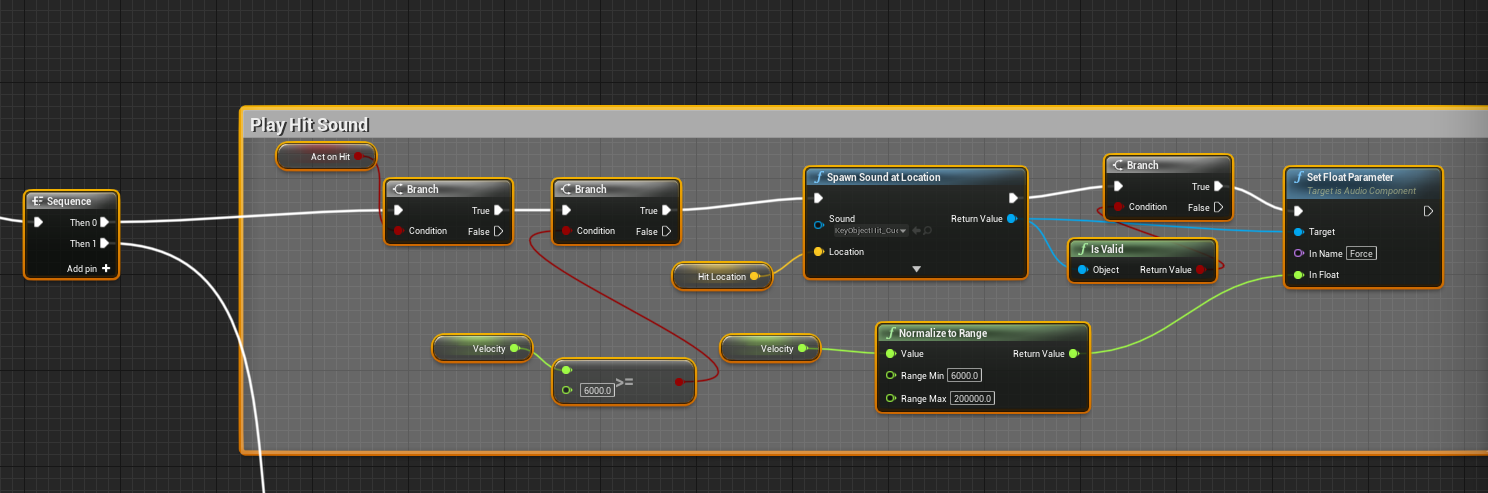 Play Hit Sound
Act on Hit
Sequence
Then 0
Then 1
Add pin
Branch
True
Condition
False
Branch
True
Condition
False
Hit Location
Spawn Sound at Location
Sound
Return Value
Location
Branch
True
Condition
False
Is Valid
Object
Return Value
Set Float Parameter
Target is Audio Component
Target
In Name Force
In Float
Velocity
6000.0
>=
Velocity
Normalize to Range
Value
Return Value
Range Min 6000.0
Range Max 200000.0